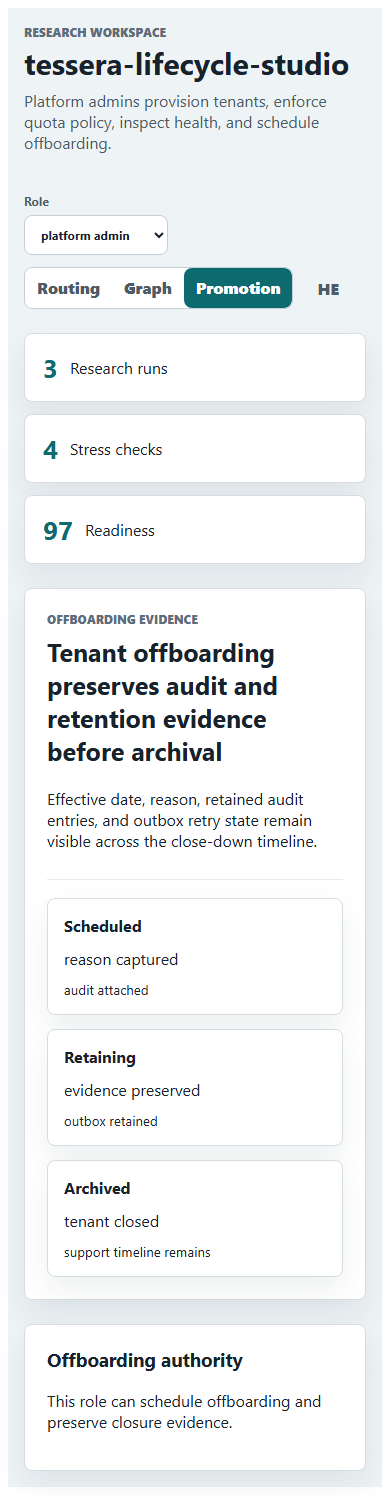 RESEARCH WORKSPACE
tessera-lifecycle-studio
Platform admins provision tenants, enforce
quota policy, inspect health, and schedule
offboarding.
Role
platform admin
Routing Graph Promotion HE
3 Research runs
4 Stress checks
97 Readiness
OFFBOARDING EVIDENCE
Tenant offboarding
preserves audit and
retention evidence
before archival
Effective date, reason, retained audit
entries, and outbox retry state remain
visible across the close-down timeline.
Scheduled
reason captured
audit attached
Retaining
evidence preserved
outbox retained
Archived
tenant closed
support timeline remains
Offboarding authority
This role can schedule offboarding and
preserve closure evidence.